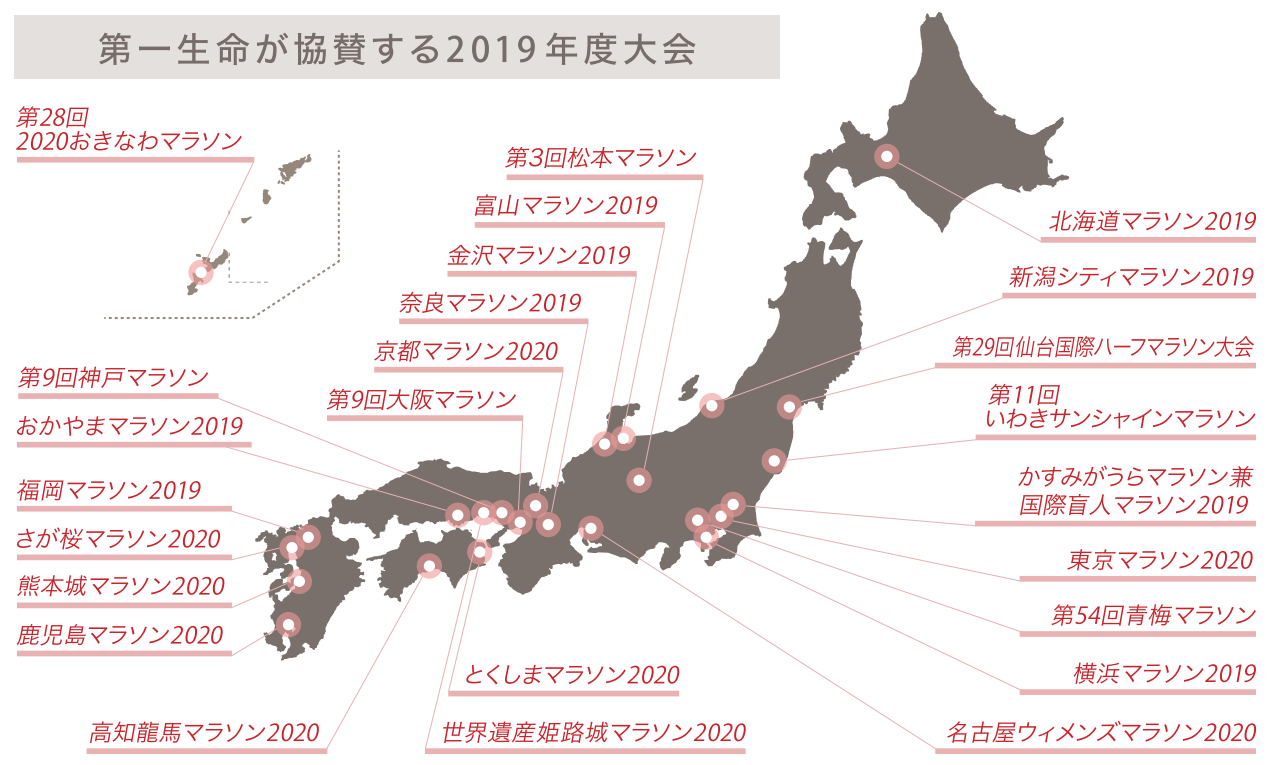 第一生命が協賛する2019年度大会
第28回
2020おきなわマラソン
第3回松本マラソン
富山マラソン2019
金沢マラソン2019
奈良マラソン2019
京都マラソン2020
第9回大阪マラソン
第9回神戸マラソン
おかやまマラソン2019
福岡マラソン2019
さが桜マラソン2020
熊本城マラソン2020
鹿児島マラソン2020
高知龍馬マラソン2020
とくしまマラソン2020
世界遺産姫路城マラソン2020
北海道マラソン2019
新潟シティマラソン2019
第29回仙台国際ハーフマラソン大会
第11回
いわきサンシャインマラソン
かすみがうらマラソン兼
国際盲人マラソン2019
東京マラソン2020
第54回青梅マラソン
横浜マラソン2019
名古屋ウィメンズマラソン2020